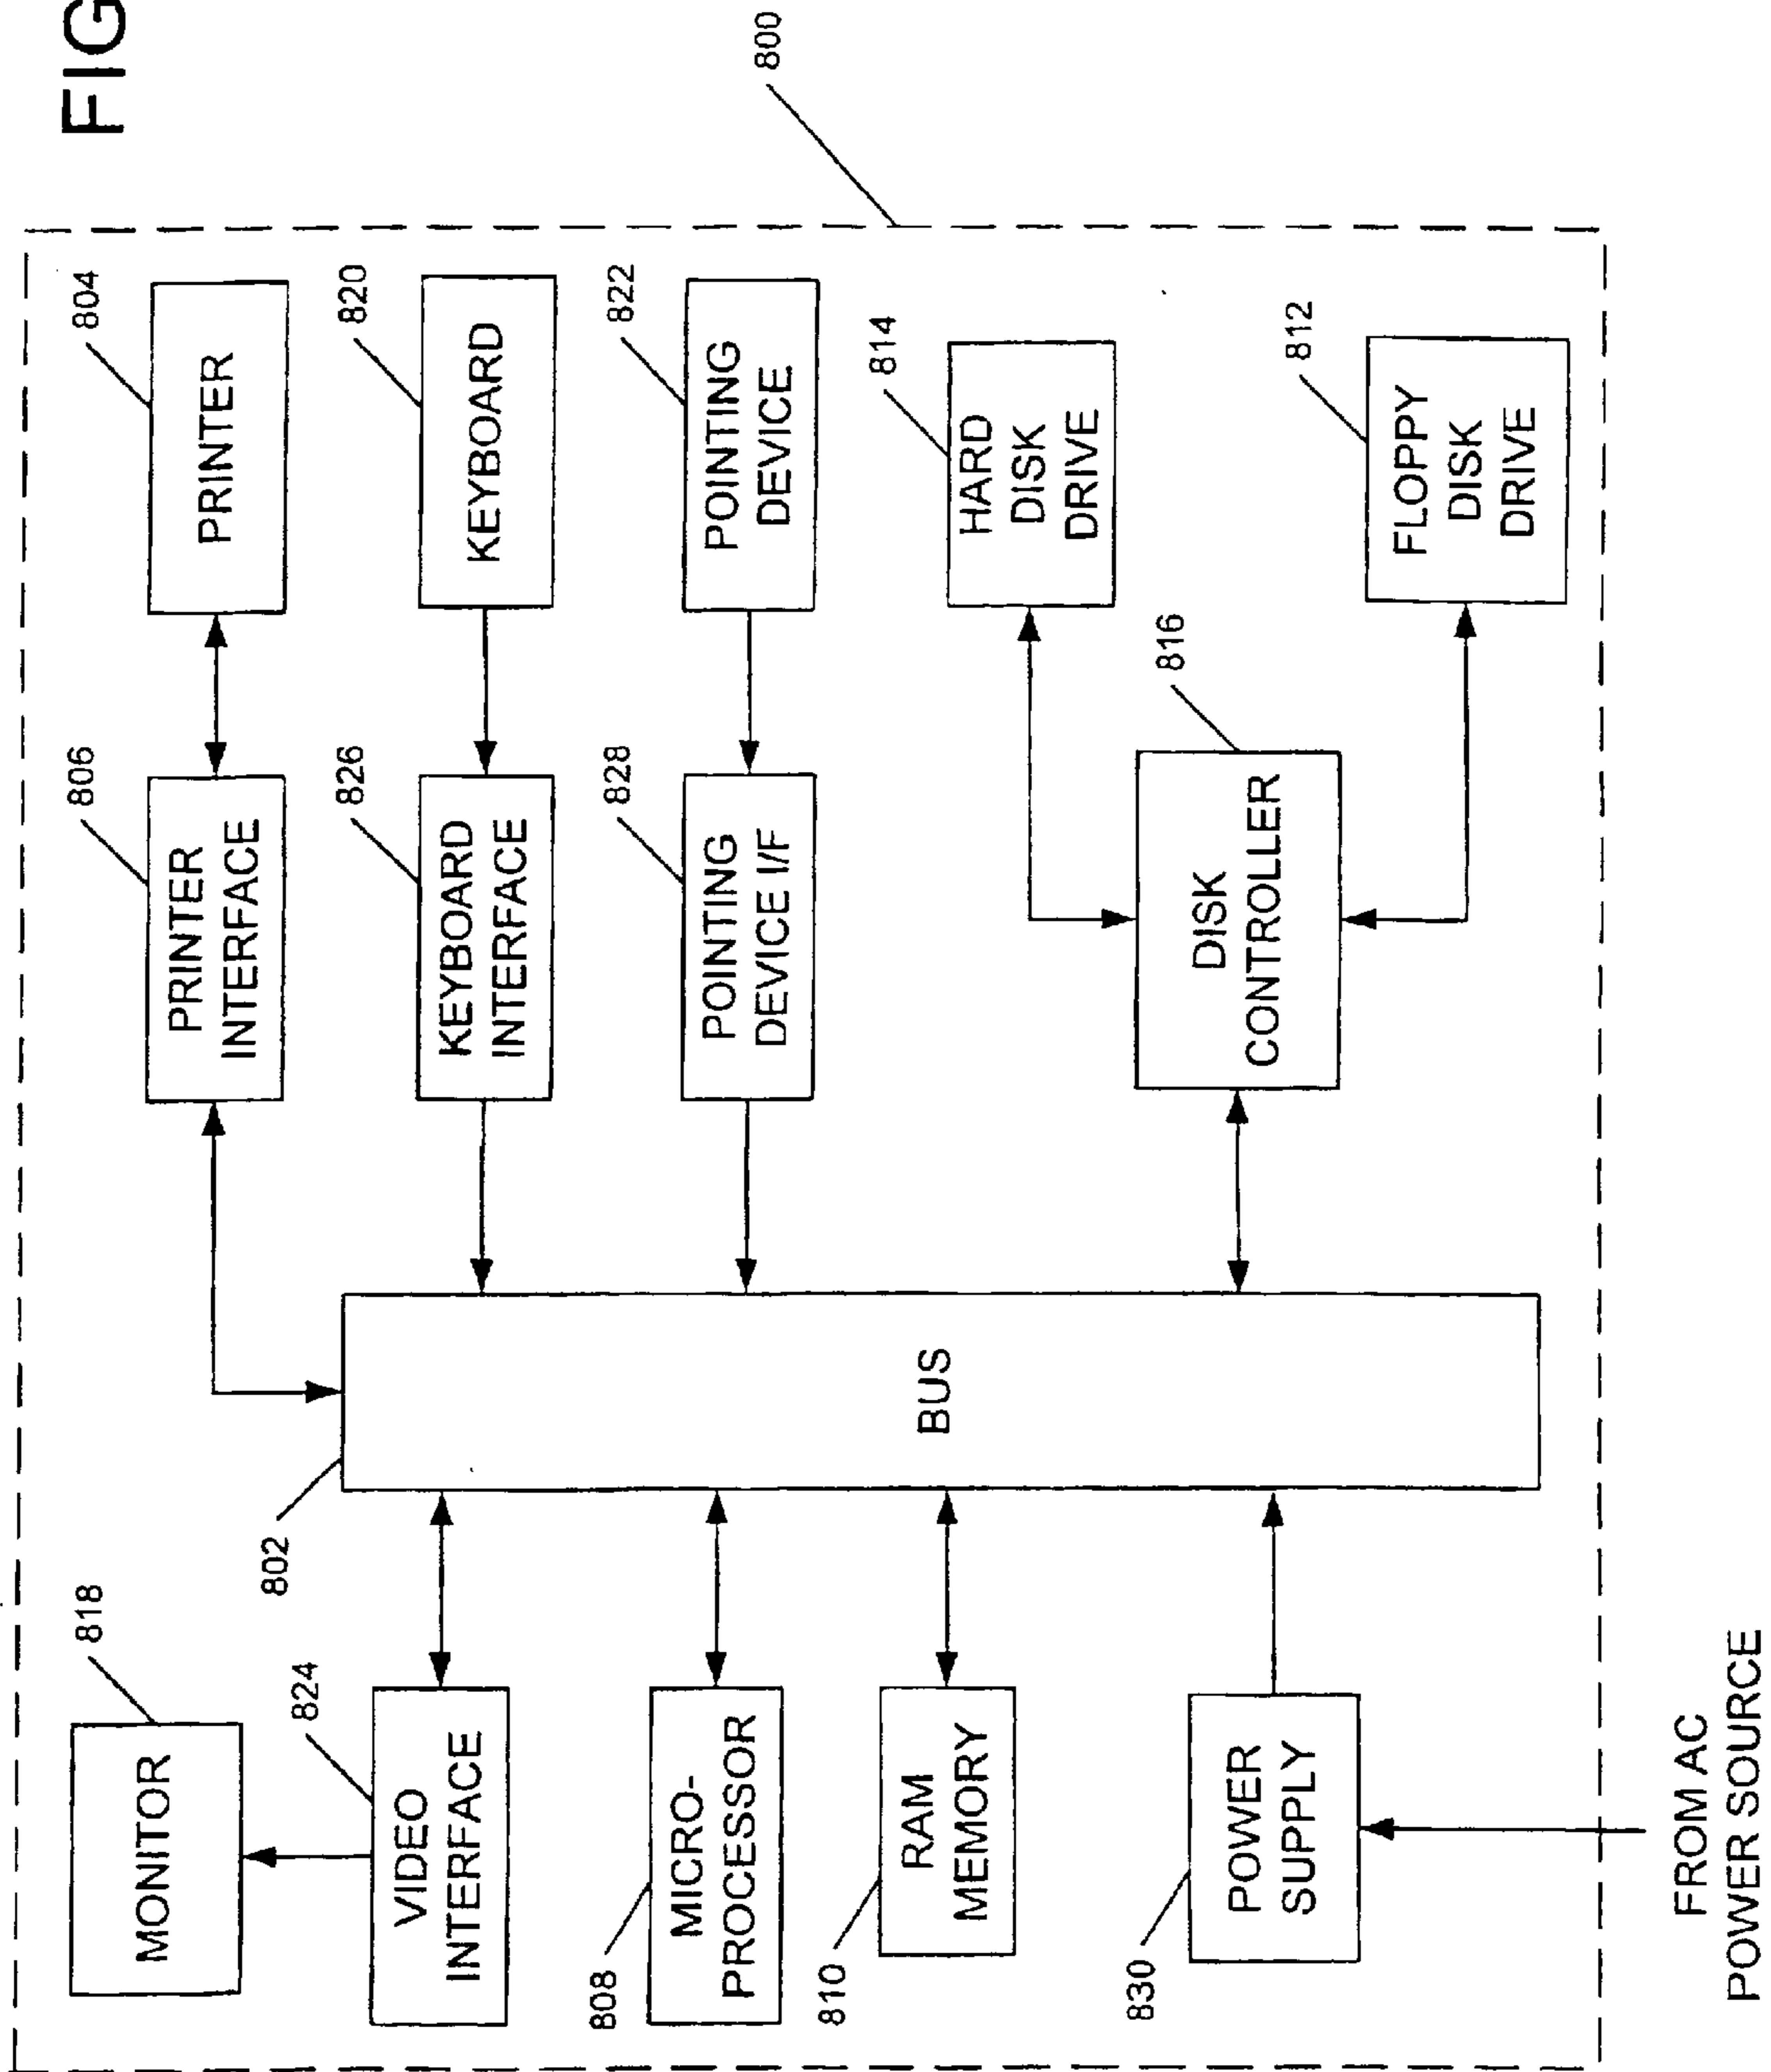 FIG
800
818
MONITOR
824
VIDEO
INTERFACE
808
MICRO-
PROCESSOR
810
RAM
MEMORY
830
POWER
SUPPLY
FROM AC
POWER SOURCE
802
BUS
806
PRINTER
INTERFACE
804
PRINTER
826
KEYBOARD
INTERFACE
820
KEYBOARD
828
POINTING
DEVICE I/F
822
POINTING
DEVICE
816
DISK
CONTROLLER
814
HARD
DISK
DRIVE
812
FLOPPY
DISK
DRIVE